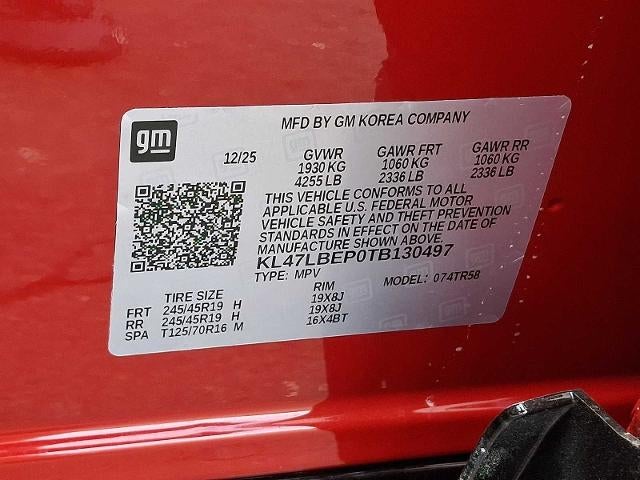 MFD BY GM KOREA COMPANY
gm
12/25 GVWR GAWR FRT GAWR RR
1930 KG 1060 KG 1060 KG
4255 LB 2336 LB 2336 LB
THIS VEHICLE CONFORMS TO ALL
APPLICABLE U.S. FEDERAL MOTOR
VEHICLE SAFETY AND THEFT PREVENTION
STANDARDS IN EFFECT ON THE DATE OF
MANUFACTURE SHOWN ABOVE.
KL47LBEP0TB130497
TYPE: MPV MODEL: 074TR58
TIRE SIZE RIM
FRT 245/45R19 H 19X8J
RR 245/45R19 H 19X8J
SPA T125/70R16 M 16X4BT